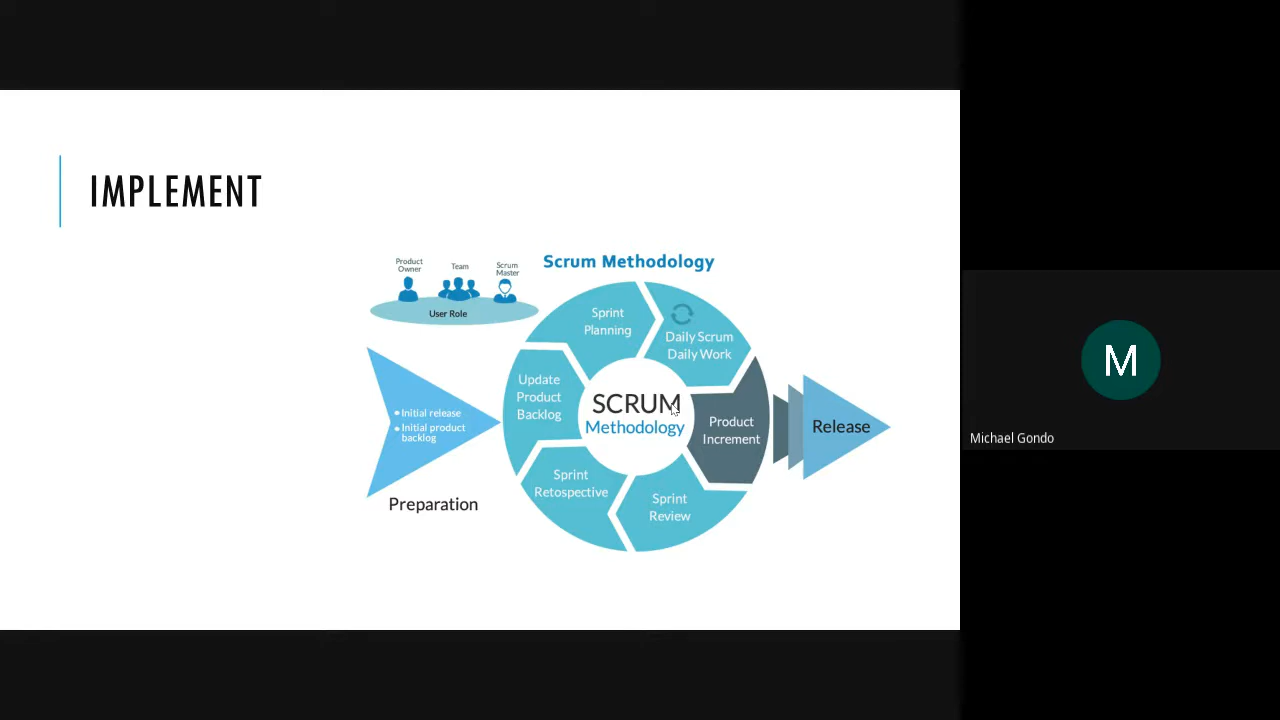 IMPLEMENT
Scrum Methodology
Product
Owner
Team
Scrum
Master
User Role
Sprint
Planning
Daily Scrum
Daily Work
Update
Product
Backlog
SCRUM
Methodology
Product
Increment
Sprint
Retospective
Sprint
Review
Initial release
Initial product
backlog
Preparation
Release
M
Michael Gondo